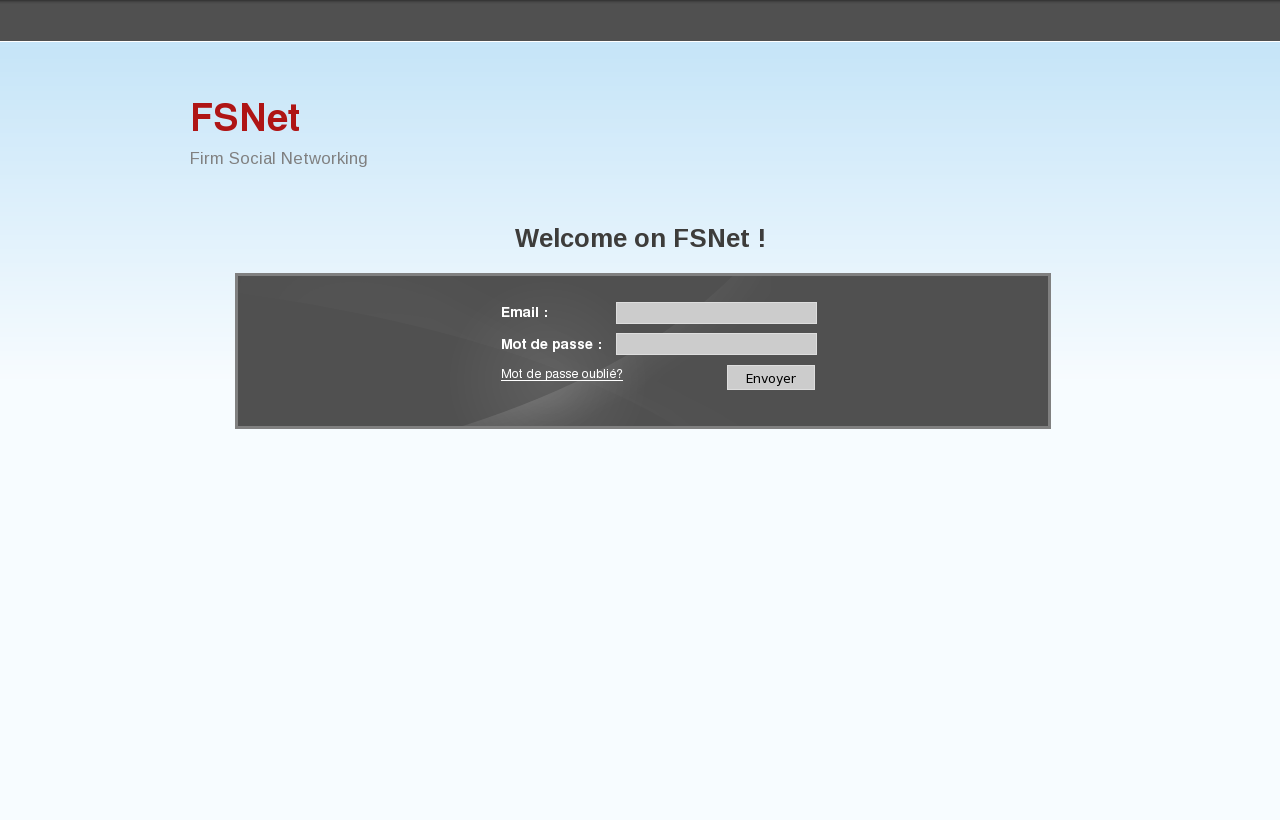 FSNet
Firm Social Networking
Welcome on FSNet !
Email :
Mot de passe :
Mot de passe oublié?
Envoyer